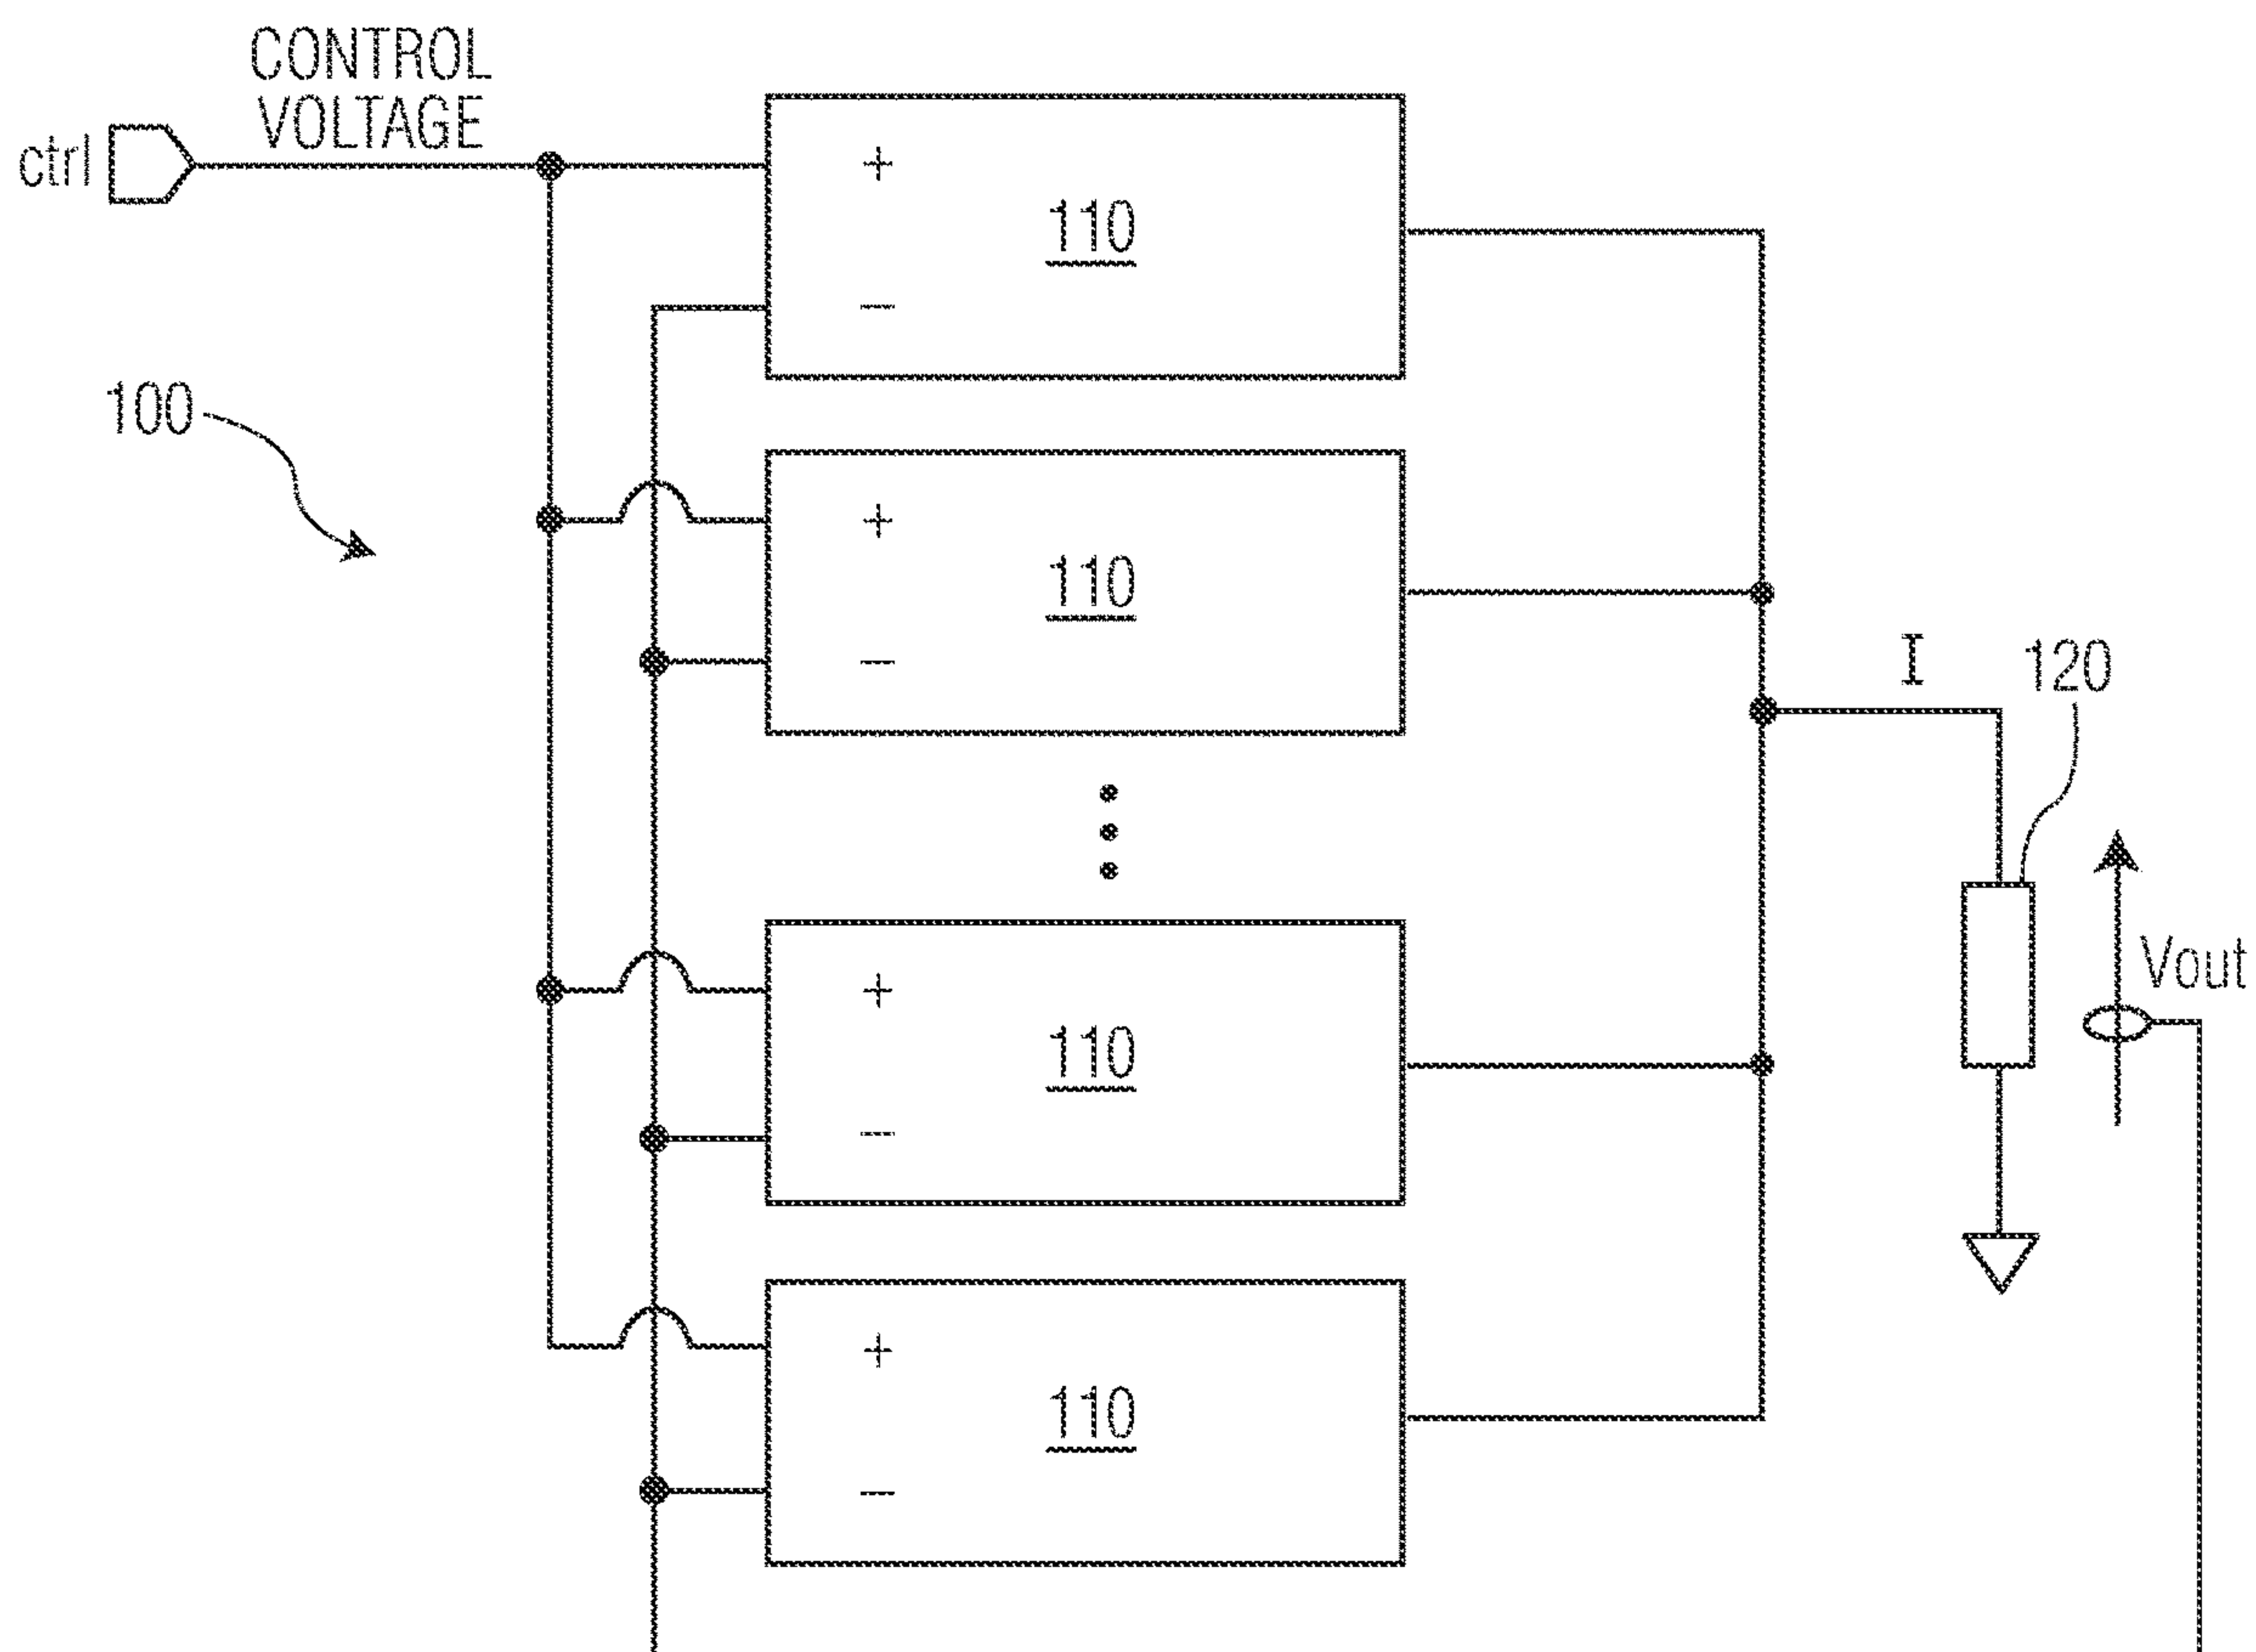 CONTROL
VOLTAGE
ctrl
+
110
−
100
+
110
−
I
120
Vout
+
110
−
+
110
−